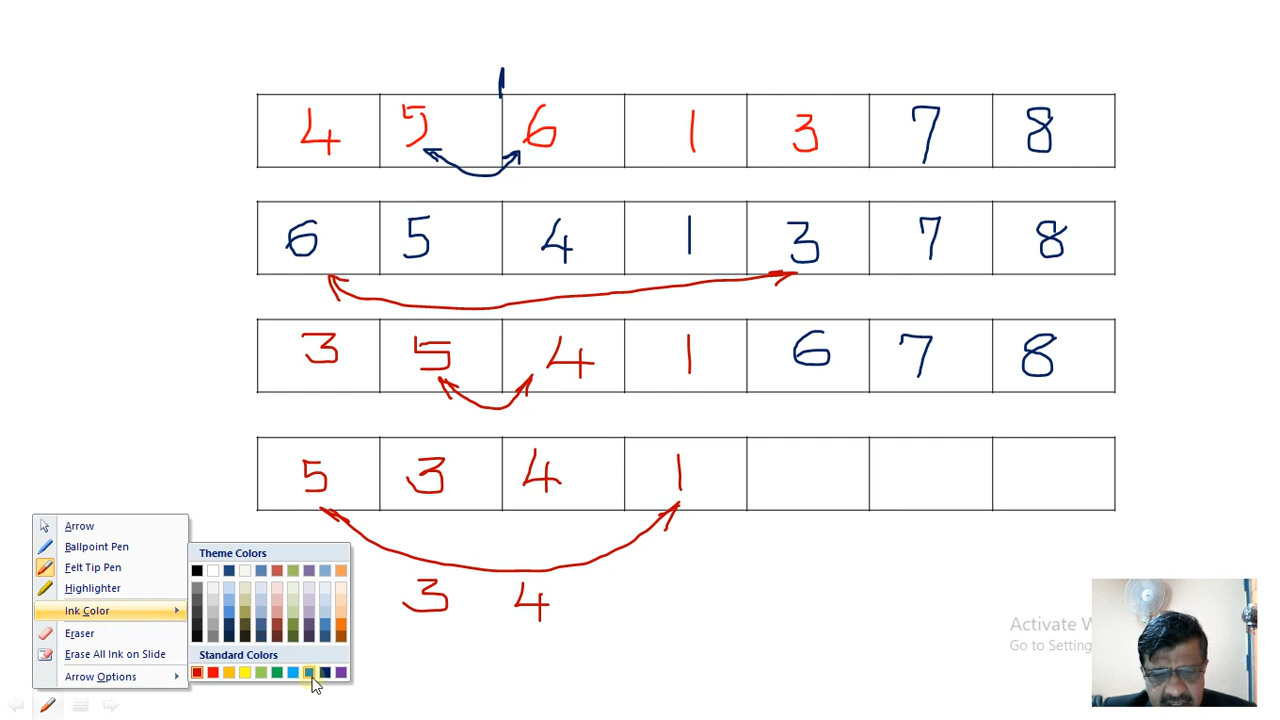 4 5 6 1 3 7 8
6 5 4 1 3 7 8
3 5 4 1 6 7 8
5 3 4 1
3 4
Arrow
Ballpoint Pen
Felt Tip Pen
Highlighter
Ink Color
Eraser
Erase All Ink on Slide
Arrow Options
Theme Colors
Standard Colors
Activate W
Go to Setting